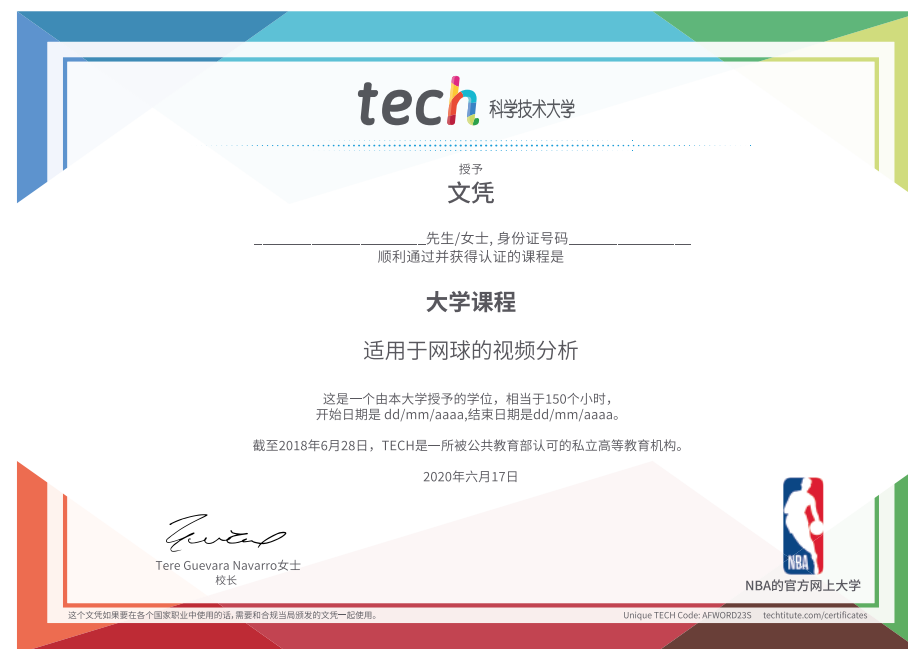 tech 科学技术大学
授予
文凭
________________________先生/女士, 身份证号码_________________
顺利通过并获得认证的课程是
大学课程
适用于网球的视频分析
这是一个由本大学授予的学位，相当于150个小时，
开始日期是 dd/mm/aaaa,结束日期是dd/mm/aaaa。
截至2018年6月28日，TECH是一所被公共教育部认可的私立高等教育机构。
2020年六月17日
Tere Guevara Navarro女士
校长
NBA
NBA的官方网上大学
这个文凭如果要在各个国家职业中使用的话,需要和合规当局颁发的文凭一起使用。
Unique TECH Code: AFWORD23S techtitute.com/certificates